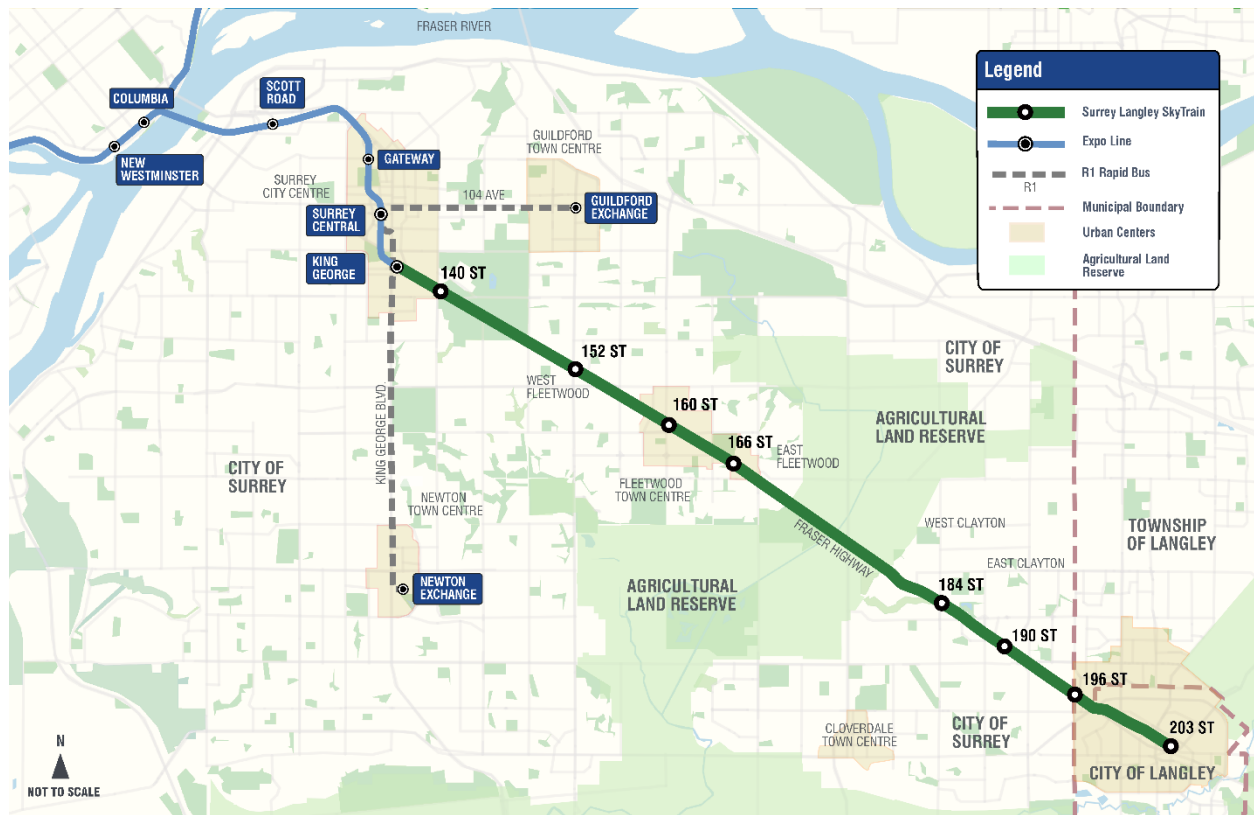 FRASER RIVER
Legend
Surrey Langley SkyTrain
Expo Line
R1 Rapid Bus
R1
Municipal Boundary
Urban Centers
Agricultural Land
Reserve
COLUMBIA
SCOTT
ROAD
NEW
WESTMINSTER
GATEWAY
GUILDFORD
TOWN CENTRE
SURREY
CITY CENTRE
104 AVE
SURREY
CENTRAL
GUILDFORD
EXCHANGE
KING
GEORGE
140 ST
152 ST
WEST
FLEETWOOD
160 ST
166 ST
EAST
FLEETWOOD
FLEETWOOD
TOWN CENTRE
CITY OF
SURREY
AGRICULTURAL
LAND RESERVE
KING GEORGE BLVD.
CITY OF
SURREY
NEWTON
TOWN CENTRE
FRASER HIGHWAY
WEST CLAYTON
TOWNSHIP
OF LANGLEY
EAST CLAYTON
NEWTON
EXCHANGE
AGRICULTURAL
LAND RESERVE
184 ST
190 ST
196 ST
CLOVERDALE
TOWN CENTRE
CITY OF
SURREY
203 ST
CITY OF LANGLEY
N
NOT TO SCALE